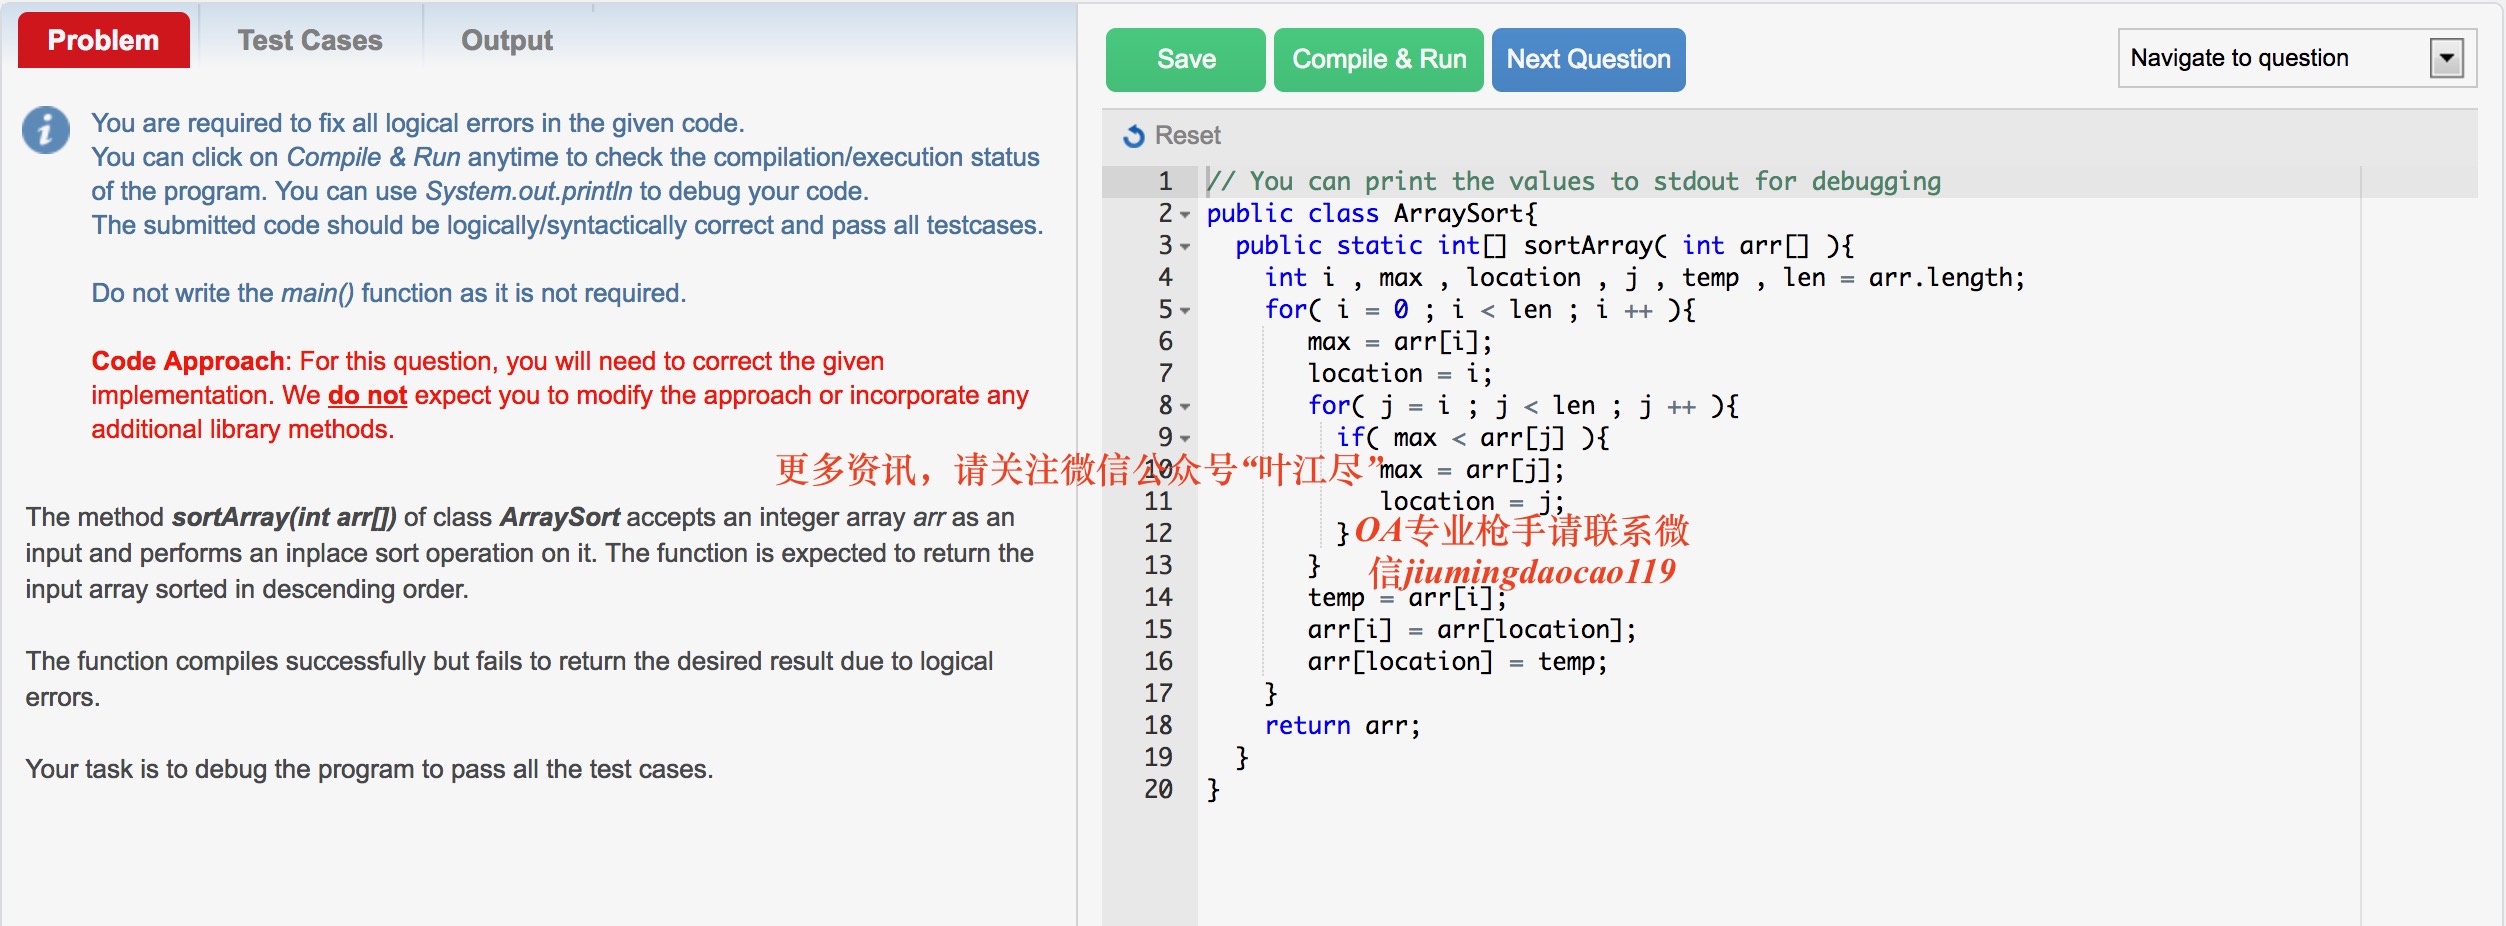 Problem
Test Cases
Output
You are required to fix all logical errors in the given code.
You can click on Compile & Run anytime to check the compilation/execution status
of the program. You can use System.out.println to debug your code.
The submitted code should be logically/syntactically correct and pass all testcases.
Do not write the main() function as it is not required.
Code Approach: For this question, you will need to correct the given
implementation. We do not expect you to modify the approach or incorporate any
additional library methods.
The method sortArray(int arr[]) of class ArraySort accepts an integer array arr as an
input and performs an inplace sort operation on it. The function is expected to return the
input array sorted in descending order.
The function compiles successfully but fails to return the desired result due to logical
errors.
Your task is to debug the program to pass all the test cases.
Save
Compile & Run
Next Question
Navigate to question
Reset
1 // You can print the values to stdout for debugging
2 public class ArraySort{
3 public static int[] sortArray( int arr[] ){
4 int i , max , location , j , temp , len = arr.length;
5 for( i = 0 ; i < len ; i ++ ){
6 max = arr[i];
7 location = i;
8 for( j = i ; j < len ; j ++ ){
9 if( max < arr[j] ){
10 max = arr[j];
11 location = j;
12 }
13 }
14 temp = arr[i];
15 arr[i] = arr[location];
16 arr[location] = temp;
17 }
18 return arr;
19 }
20 }
更多资讯，请关注微信公众号“叶江尽”
OA专业枪手请联系微
信jiumingdaocao119